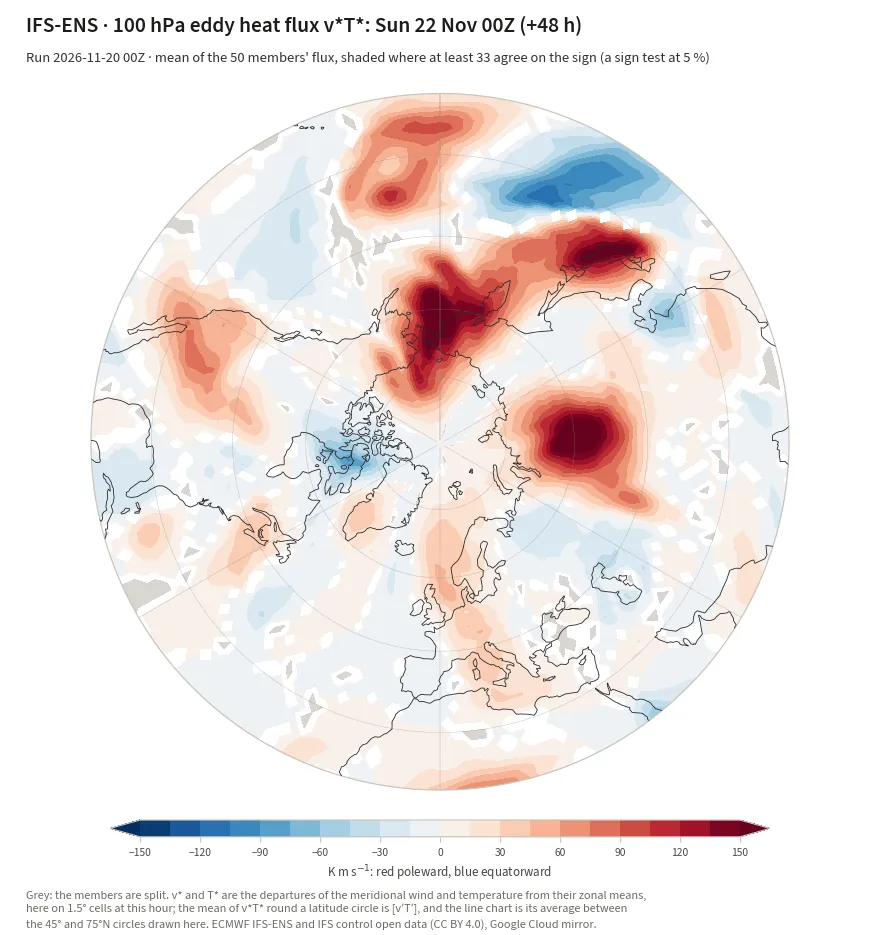 IFS-ENS · 100 hPa eddy heat flux v*T*: Sun 22 Nov 00Z (+48 h)
Run 2026-11-20 00Z · mean of the 50 members' flux, shaded where at least 33 agree on the sign (a sign test at 5 %)
−150 −120 −90 −60 −30 0 30 60 90 120 150
K m s⁻¹: red poleward, blue equatorward
Grey: the members are split. v* and T* are the departures of the meridional wind and temperature from their zonal means,
here on 1.5° cells at this hour; the mean of v*T* round a latitude circle is [v′T′], and the line chart is its average between
the 45° and 75°N circles drawn here. ECMWF IFS-ENS and IFS control open data (CC BY 4.0), Google Cloud mirror.